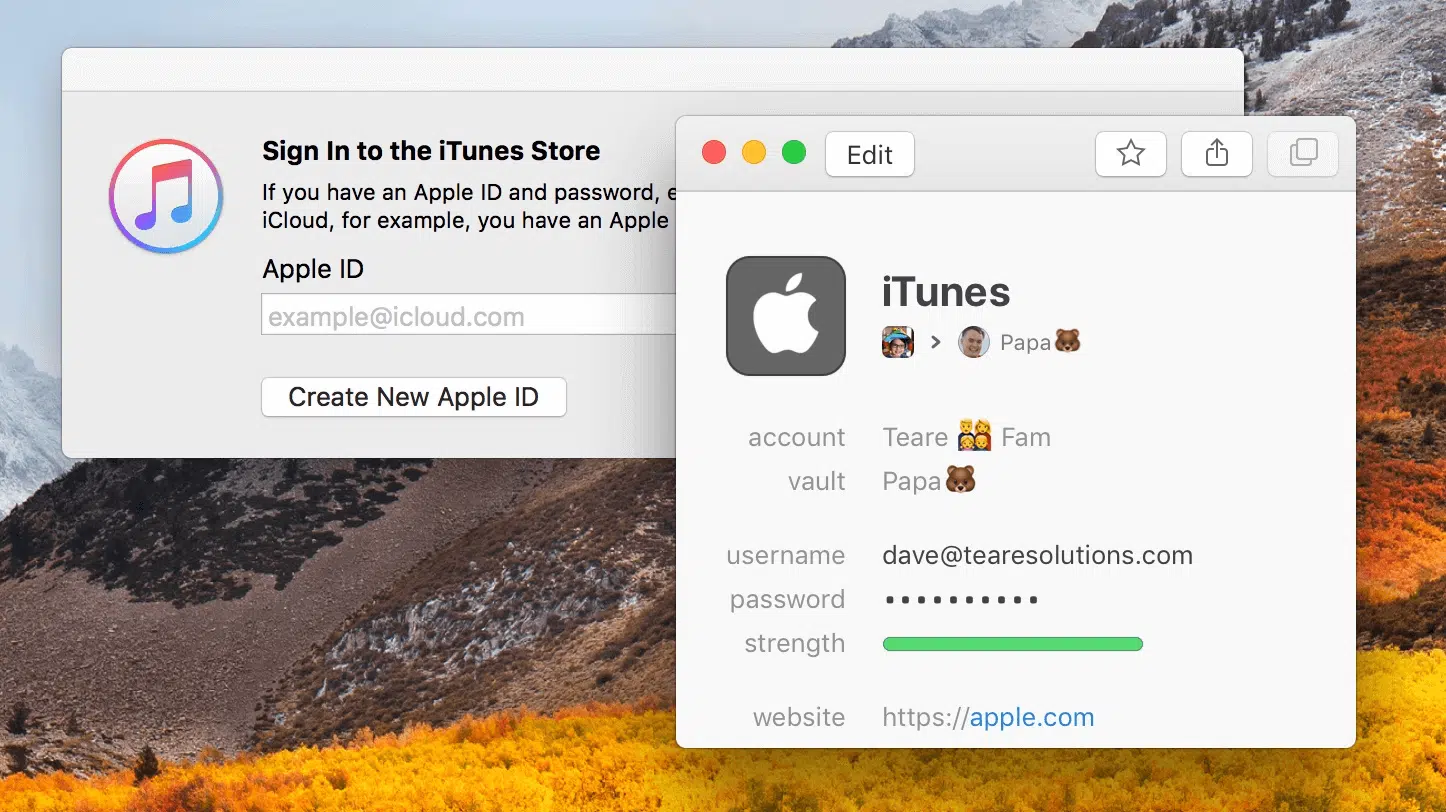 Sign In to the iTunes Store
If you have an Apple ID and password, e
iCloud, for example, you have an Apple
Apple ID
example@icloud.com
Create New Apple ID
Edit
iTunes
Papa🐻
account Teare 👨‍👩‍👧‍👦 Fam
vault Papa🐻
username dave@tearesolutions.com
password ••••••••••
strength
website https://apple.com